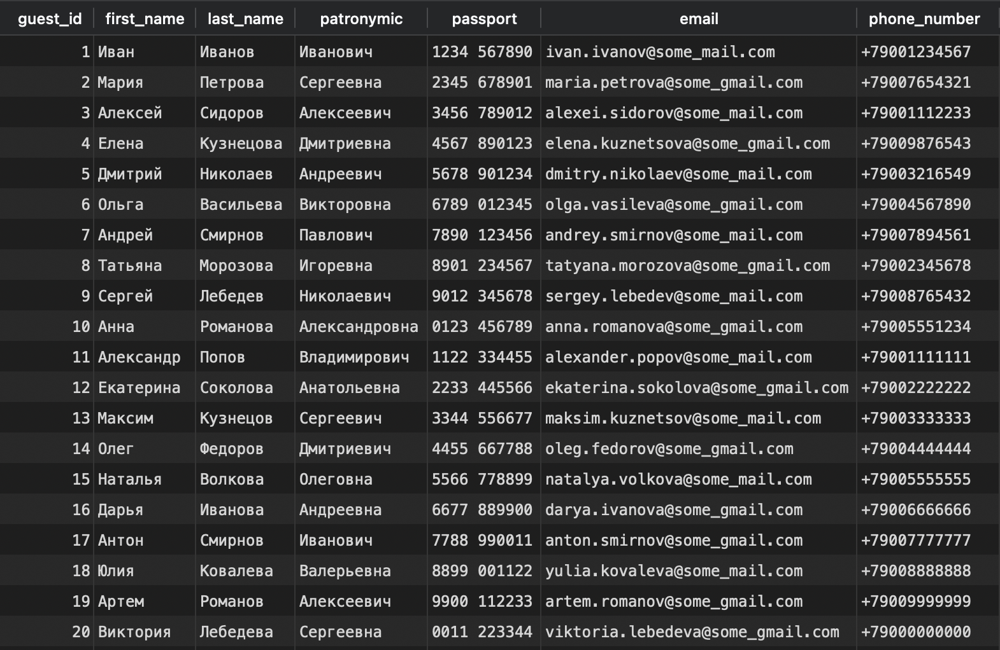 guest_id first_name last_name patronymic passport email phone_number
1 Иван Иванов Иванович 1234 567890 ivan.ivanov@some_mail.com +79001234567
2 Мария Петрова Сергеевна 2345 678901 maria.petrova@some_gmail.com +79007654321
3 Алексей Сидоров Алексеевич 3456 789012 alexei.sidorov@some_mail.com +79001112233
4 Елена Кузнецова Дмитриевна 4567 890123 elena.kuznetsova@some_gmail.com +79009876543
5 Дмитрий Николаев Андреевич 5678 901234 dmitry.nikolaev@some_mail.com +79003216549
6 Ольга Васильева Викторовна 6789 012345 olga.vasileva@some_gmail.com +79004567890
7 Андрей Смирнов Павлович 7890 123456 andrey.smirnov@some_mail.com +79007894561
8 Татьяна Морозова Игоревна 8901 234567 tatyana.morozova@some_gmail.com +79002345678
9 Сергей Лебедев Николаевич 9012 345678 sergey.lebedev@some_mail.com +79008765432
10 Анна Романова Александровна 0123 456789 anna.romanova@some_gmail.com +79005551234
11 Александр Попов Владимирович 1122 334455 alexander.popov@some_mail.com +79001111111
12 Екатерина Соколова Анатольевна 2233 445566 ekaterina.sokolova@some_gmail.com +79002222222
13 Максим Кузнецов Сергеевич 3344 556677 maksim.kuznetsov@some_mail.com +79003333333
14 Олег Федоров Дмитриевич 4455 667788 oleg.fedorov@some_gmail.com +79004444444
15 Наталья Волкова Олеговна 5566 778899 natalya.volkova@some_mail.com +79005555555
16 Дарья Иванова Андреевна 6677 889900 darya.ivanova@some_gmail.com +79006666666
17 Антон Смирнов Иванович 7788 990011 anton.smirnov@some_gmail.com +79007777777
18 Юлия Ковалева Валерьевна 8899 001122 yulia.kovaleva@some_mail.com +79008888888
19 Артем Романов Алексеевич 9900 112233 artem.romanov@some_gmail.com +79009999999
20 Виктория Лебедева Сергеевна 0011 223344 viktoria.lebedeva@some_gmail.com +79000000000